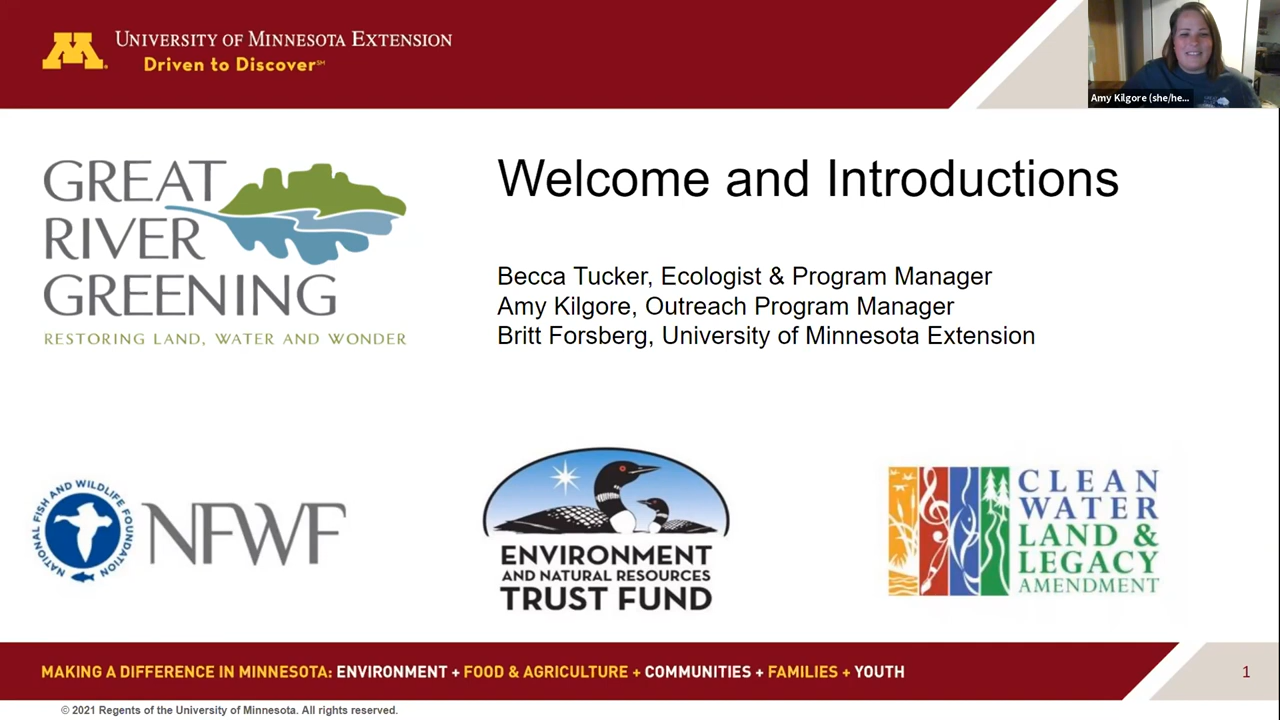 UNIVERSITY OF MINNESOTA EXTENSION
Driven to Discover℠
Amy Kilgore (she/he...
GREAT
RIVER
GREENING
RESTORING LAND, WATER AND WONDER
Welcome and Introductions
Becca Tucker, Ecologist & Program Manager
Amy Kilgore, Outreach Program Manager
Britt Forsberg, University of Minnesota Extension
NATIONAL FISH AND WILDLIFE FOUNDATION
NFWF
ENVIRONMENT
AND NATURAL RESOURCES
TRUST FUND
CLEAN
WATER
LAND &
LEGACY
AMENDMENT
MAKING A DIFFERENCE IN MINNESOTA: ENVIRONMENT + FOOD & AGRICULTURE + COMMUNITIES + FAMILIES + YOUTH
1
© 2021 Regents of the University of Minnesota. All rights reserved.